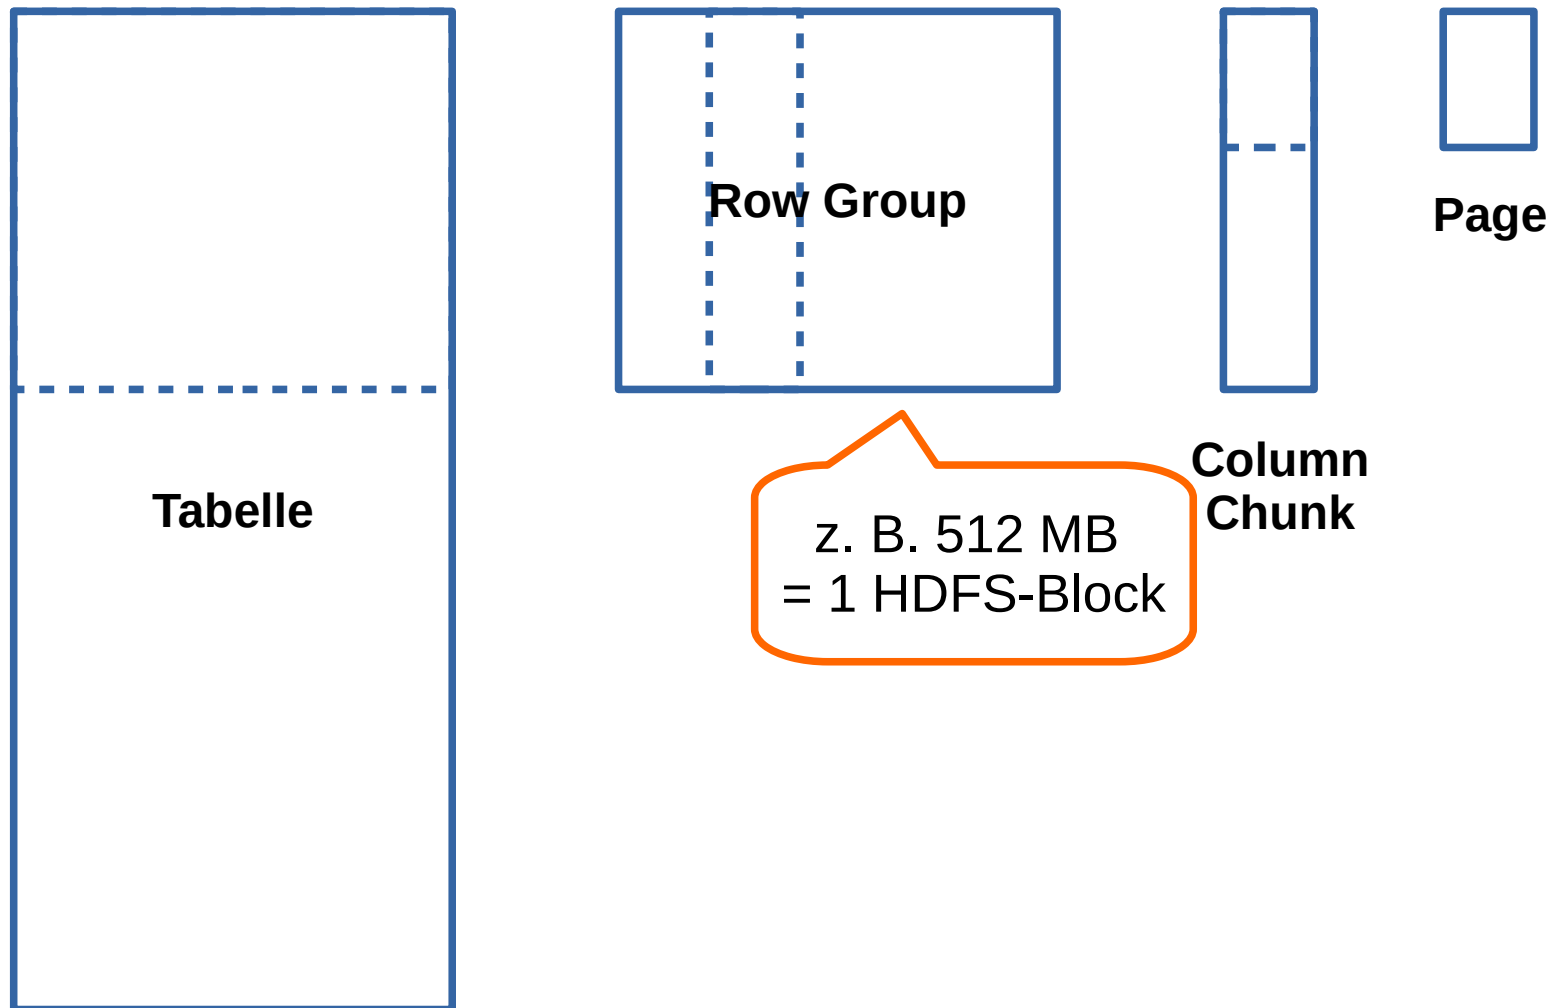 Tabelle
Row Group
z. B. 512 MB
= 1 HDFS-Block
Column
Chunk
Page